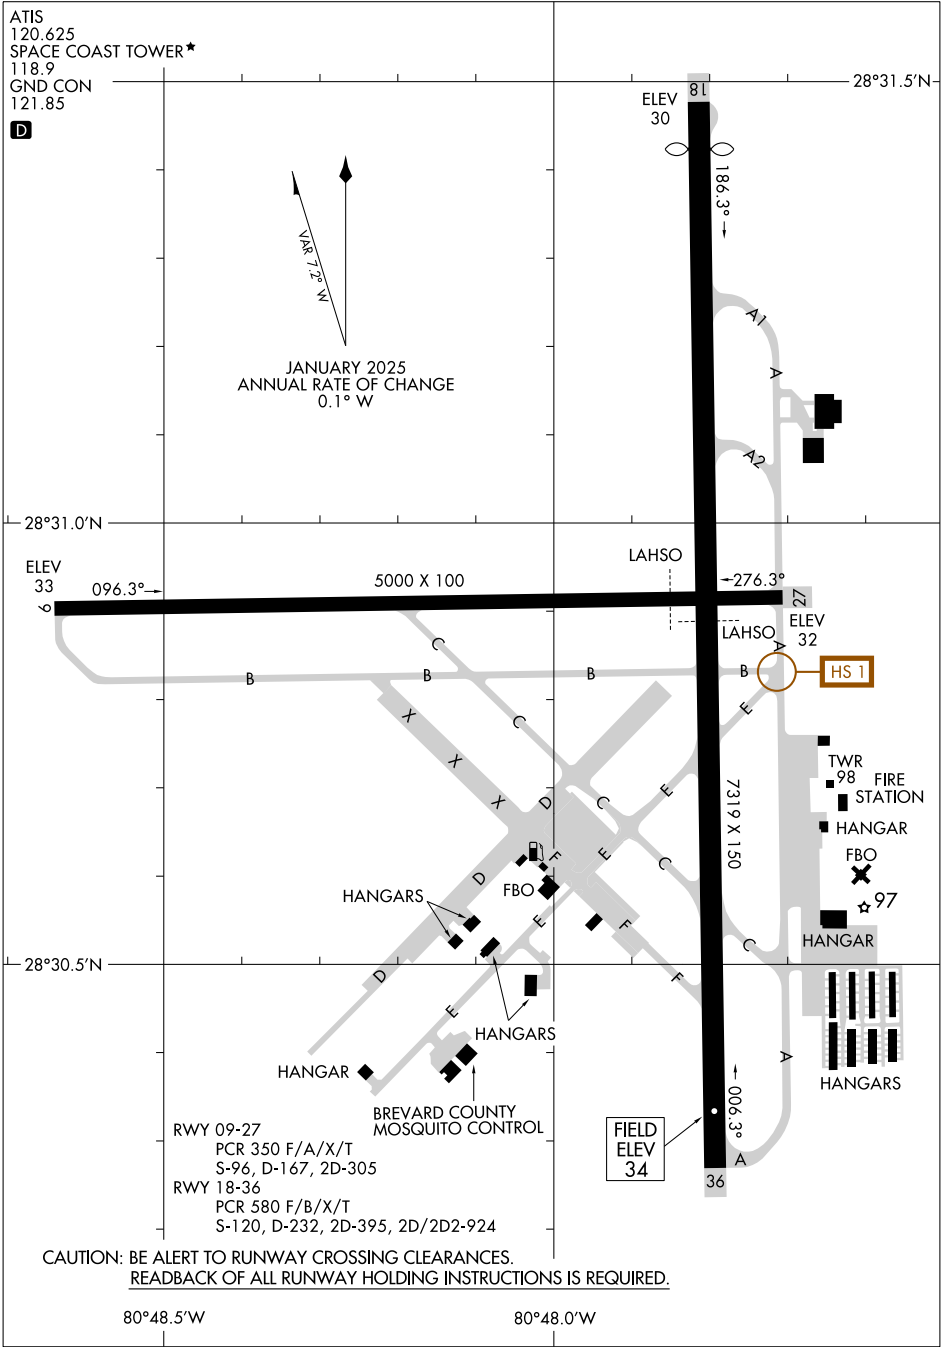 ATIS
120.625
SPACE COAST TOWER★
118.9
GND CON
121.85
D
28°31.5'N
18
ELEV
30
186.3°
VAR 7.2° W
JANUARY 2025
ANNUAL RATE OF CHANGE
0.1° W
A1
A
A2
28°31.0'N
LAHSO
ELEV
33
096.3°
5000 X 100
276.3°
9
27
ELEV
32
LAHSO
A
C
B
B
B
B
HS 1
E
X
C
X
TWR
98
FIRE
STATION
7319 X 150
E
X
D
C
HANGAR
F
E
C
FBO
D
FBO
HANGARS
97
E
F
C
HANGAR
28°30.5'N
D
F
E
HANGARS
A
HANGAR
HANGARS
006.3°
BREVARD COUNTY
MOSQUITO CONTROL
FIELD
ELEV
34
A
36
RWY 09-27
PCR 350 F/A/X/T
S-96, D-167, 2D-305
RWY 18-36
PCR 580 F/B/X/T
S-120, D-232, 2D-395, 2D/2D2-924
CAUTION: BE ALERT TO RUNWAY CROSSING CLEARANCES.
READBACK OF ALL RUNWAY HOLDING INSTRUCTIONS IS REQUIRED.
80°48.5'W
80°48.0'W